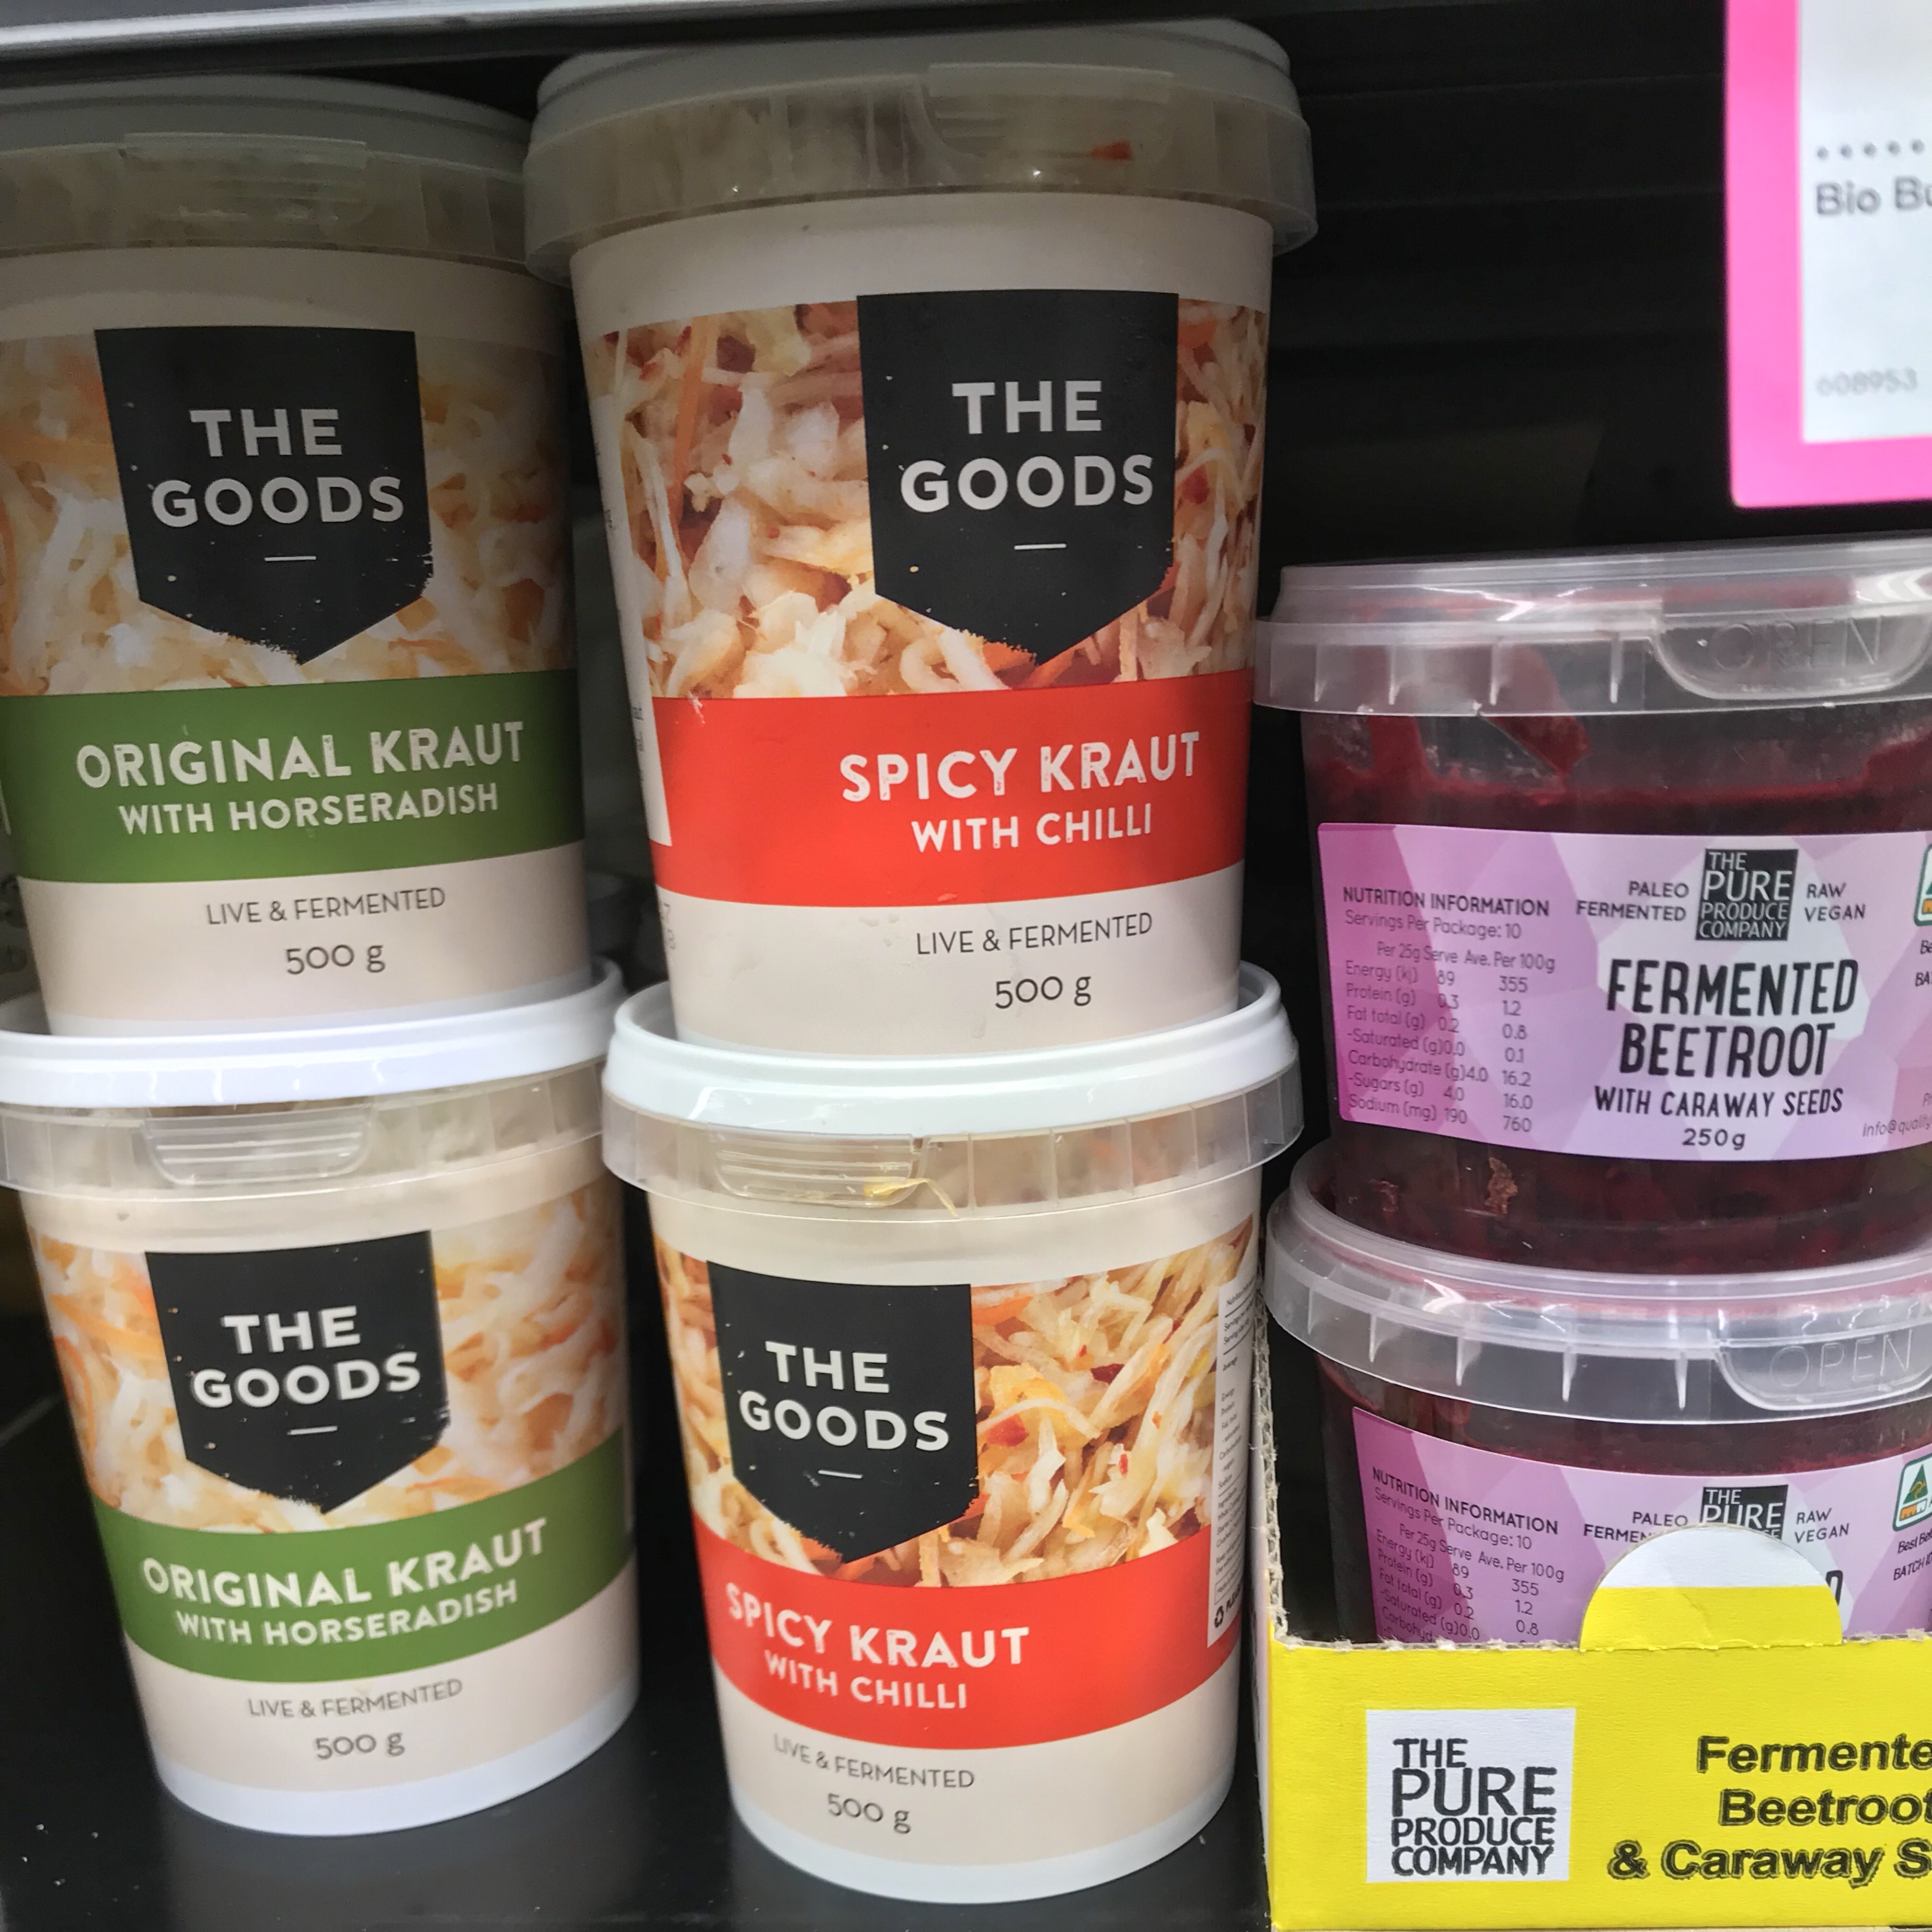 THE
GOODS
ORIGINAL KRAUT
WITH HORSERADISH
LIVE & FERMENTED
500 g
THE
GOODS
SPICY KRAUT
WITH CHILLI
LIVE & FERMENTED
500 g
Bio
608953
OPEN
NUTRITION INFORMATION
Servings Per Package: 10
Per 25g Serve Ave. Per 100g
Energy (kj) 89 355
Protein (g) 0.3 1.2
Fat total (g) 0.2 0.8
-Saturated (g)0.0 0.1
Carbohydrate (g)4.0 16.2
-Sugars (g) 4.0 16.0
Sodium (mg) 190 760
PALEO
FERMENTED
THE
PURE
PRODUCE
COMPANY
RAW
VEGAN
FERMENTED
BEETROOT
WITH CARAWAY SEEDS
250g
THE
GOODS
ORIGINAL KRAUT
WITH HORSERADISH
LIVE & FERMENTED
500 g
THE
GOODS
SPICY KRAUT
WITH CHILLI
LIVE & FERMENTED
500 g
OPEN
NUTRITION INFORMATION
Servings Per Package: 10
Per 25g Serve Ave. Per 100g
Energy (kj) 89 355
Protein (g) 0.3 1.2
Fat total (g) 0.2 0.8
-Saturated (g)0.0
PALEO
THE
PURE
RAW
VEGAN
THE
PURE
PRODUCE
COMPANY
Fermente
Beetroot
& Caraway S